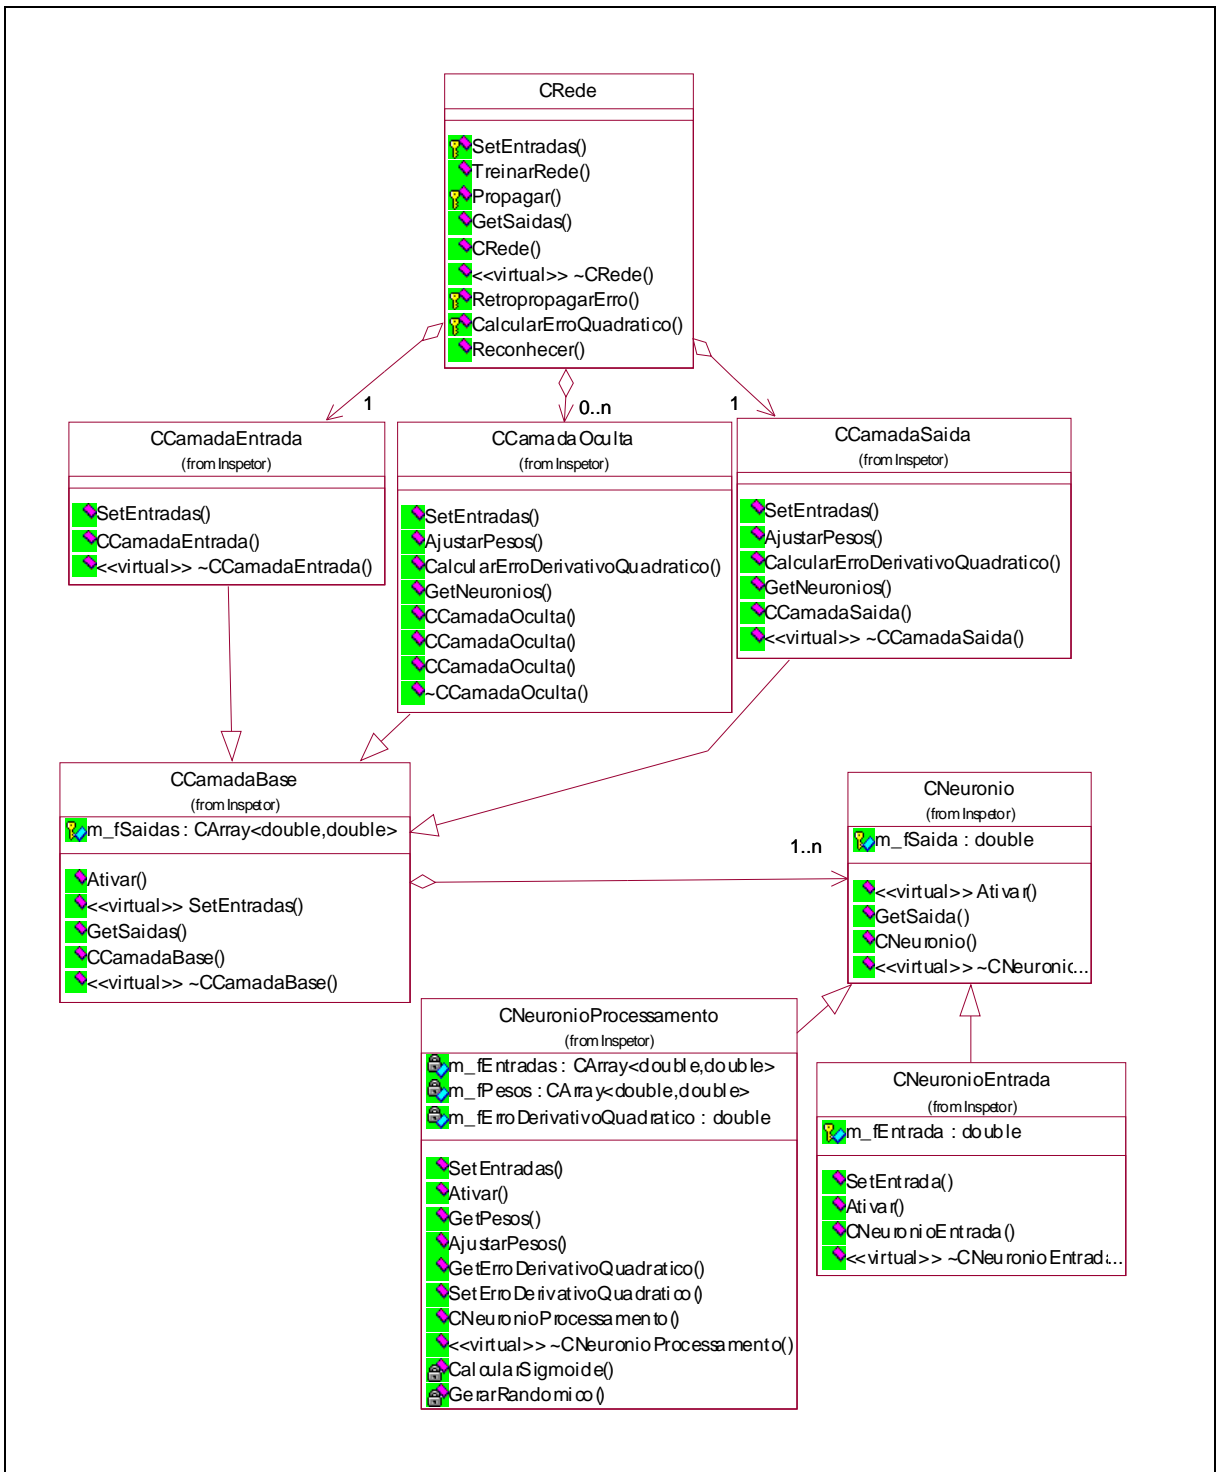 CRede
SetEntradas()
TreinarRede()
Propagar()
GetSaidas()
CRede()
<<virtual>> ~CRede()
RetropropagarErro()
CalcularErroQuadratico()
Reconhecer()
1
0..n
1
CCamadaEntrada
(from Inspetor)
SetEntradas()
CCamadaEntrada()
<<virtual>> ~CCamadaEntrada()
CCamadaOculta
(from Inspetor)
SetEntradas()
AjustarPesos()
CalcularErroDerivativoQuadratico()
GetNeuronios()
CCamadaOculta()
CCamadaOculta()
CCamadaOculta()
~CCamadaOculta()
CCamadaSaida
(from Inspetor)
SetEntradas()
AjustarPesos()
CalcularErroDerivativoQuadratico()
GetNeuronios()
CCamadaSaida()
<<virtual>> ~CCamadaSaida()
CCamadaBase
(from Inspetor)
m_fSaidas : CArray<double,double>
Ativar()
<<virtual>> SetEntradas()
GetSaidas()
CCamadaBase()
<<virtual>> ~CCamadaBase()
1..n
CNeuronio
(from Inspetor)
m_fSaida : double
<<virtual>> Ativar()
GetSaida()
CNeuronio()
<<virtual>> ~CNeuronic...
CNeuronioProcessamento
(from Inspetor)
m_fEntradas : CArray<double,double>
m_fPesos : CArray<double,double>
m_fErroDerivativoQuadratico : double
SetEntradas()
Ativar()
GetPesos()
AjustarPesos()
GetErroDerivativoQuadratico()
SetErroDerivativoQuadratico()
CNeuronioProcessamento()
<<virtual>> ~CNeuronioProcessamento()
CalcularSigmoide()
GerarRandomico()
CNeuronioEntrada
(from Inspetor)
m_fEntrada : double
SetEntrada()
Ativar()
CNeuronioEntrada()
<<virtual>> ~CNeuronioEntrada...